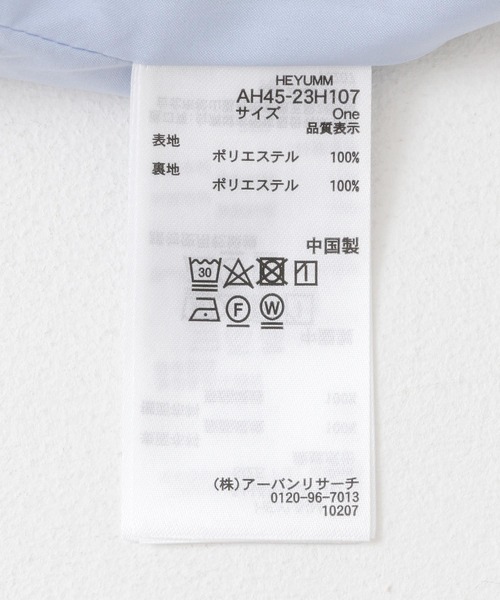 HEYUMM
AH45-23H107
サイズ One
品質表示
表地
ポリエステル 100%
裏地
ポリエステル 100%
中国製
30
F W
(株)アーバンリサーチ
0120-96-7013
10207